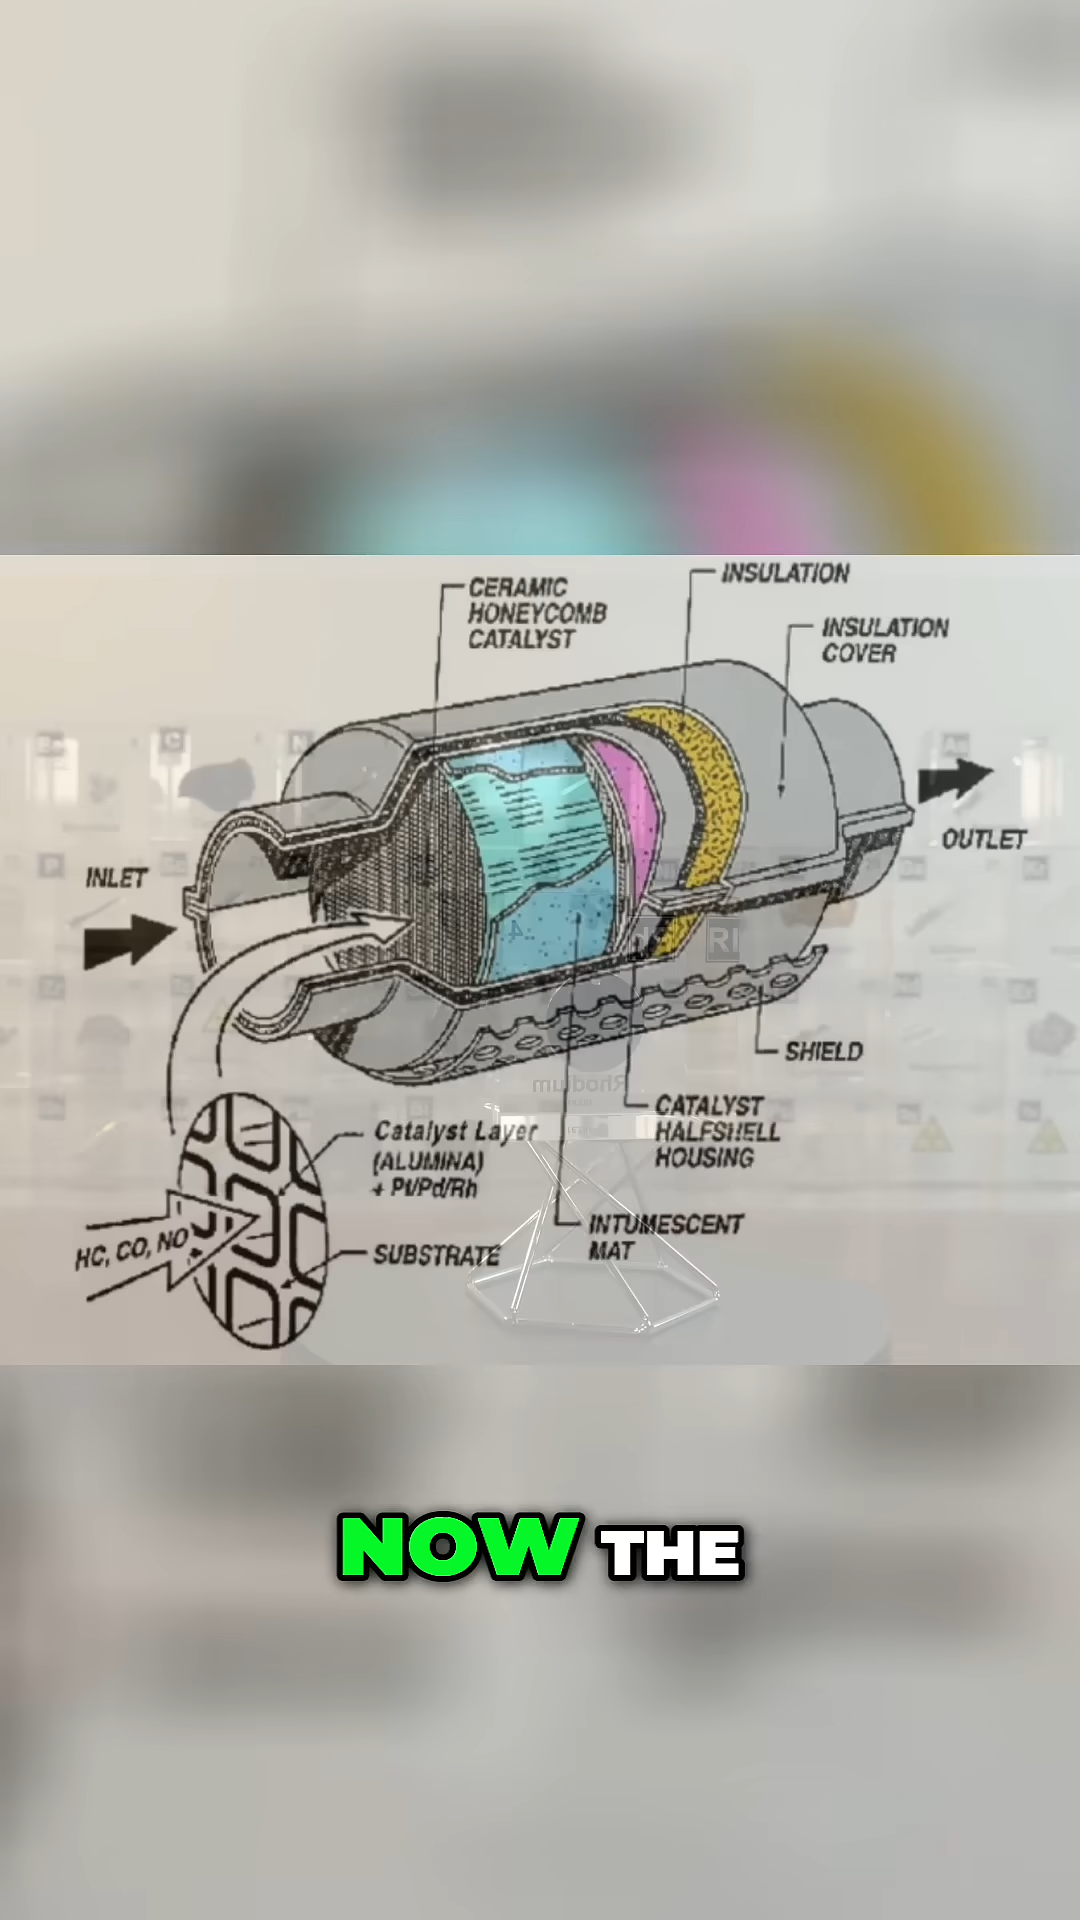 INSULATION
CERAMIC
HONEYCOMB
CATALYST
INSULATION
COVER
INLET
OUTLET
SHIELD
Rhodium
CATALYST
HALFSHELL
HOUSING
Catalyst Layer
(ALUMINA)
+ Pt/Pd/Rh
INTUMESCENT
MAT
HC, CO, NO
SUBSTRATE
NOW THE